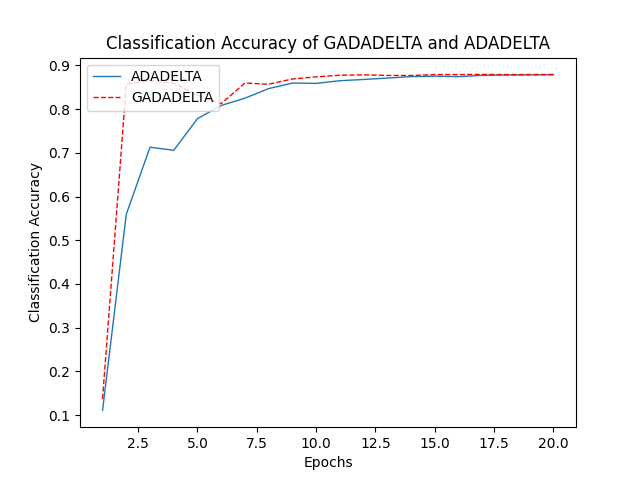 Classification Accuracy of GADADELTA and ADADELTA
ADADELTA
GADADELTA
Classification Accuracy
0.9
0.8
0.7
0.6
0.5
0.4
0.3
0.2
0.1
2.5 5.0 7.5 10.0 12.5 15.0 17.5 20.0
Epochs